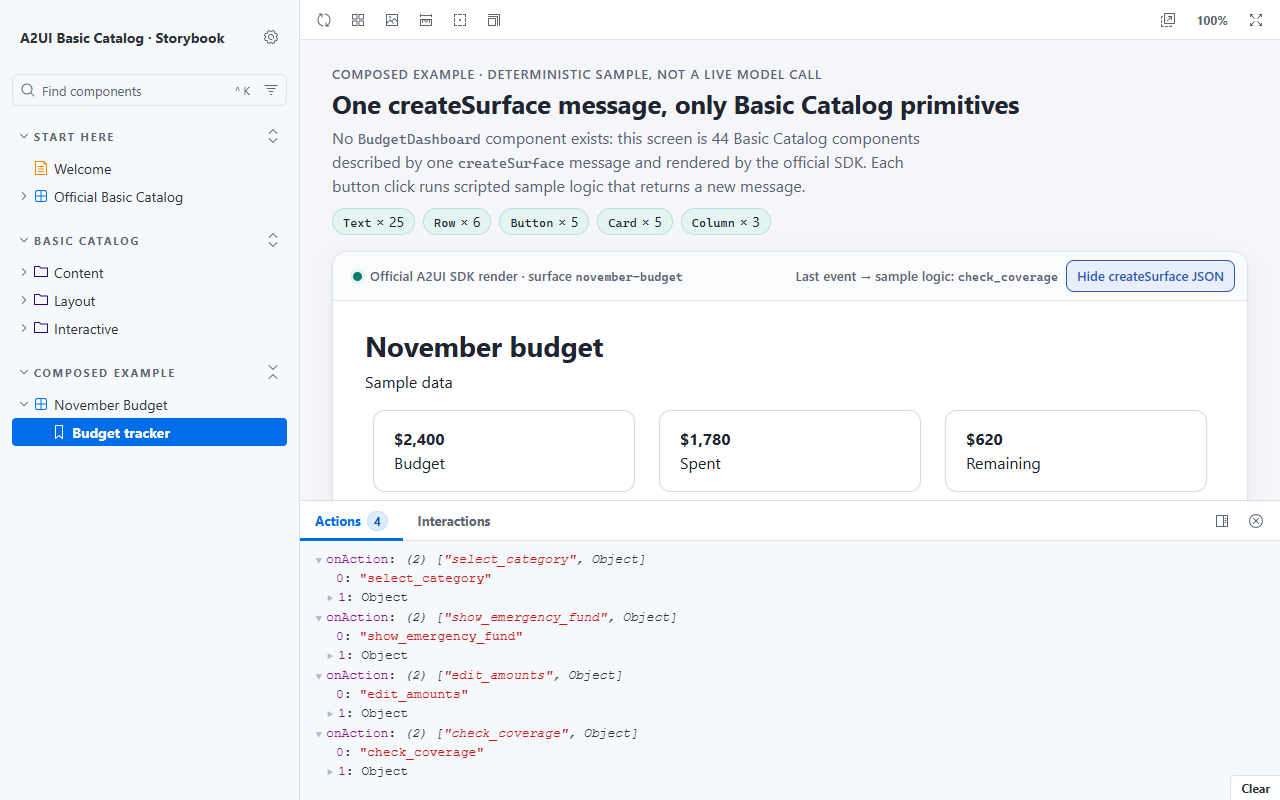 A2UI Basic Catalog · Storybook
100%
Find components
^ K
START HERE
Welcome
Official Basic Catalog
BASIC CATALOG
Content
Layout
Interactive
COMPOSED EXAMPLE
November Budget
Budget tracker
COMPOSED EXAMPLE · DETERMINISTIC SAMPLE, NOT A LIVE MODEL CALL
One createSurface message, only Basic Catalog primitives
No BudgetDashboard component exists: this screen is 44 Basic Catalog components
described by one createSurface message and rendered by the official SDK. Each
button click runs scripted sample logic that returns a new message.
Text × 25 Row × 6 Button × 5 Card × 5 Column × 3
Official A2UI SDK render · surface november-budget
Last event → sample logic: check_coverage
Hide createSurface JSON
November budget
Sample data
$2,400
Budget
$1,780
Spent
$620
Remaining
Actions 4 Interactions
onAction: (2) ["select_category", Object]
0: "select_category"
1: Object
onAction: (2) ["show_emergency_fund", Object]
0: "show_emergency_fund"
1: Object
onAction: (2) ["edit_amounts", Object]
0: "edit_amounts"
1: Object
onAction: (2) ["check_coverage", Object]
0: "check_coverage"
1: Object
Clear